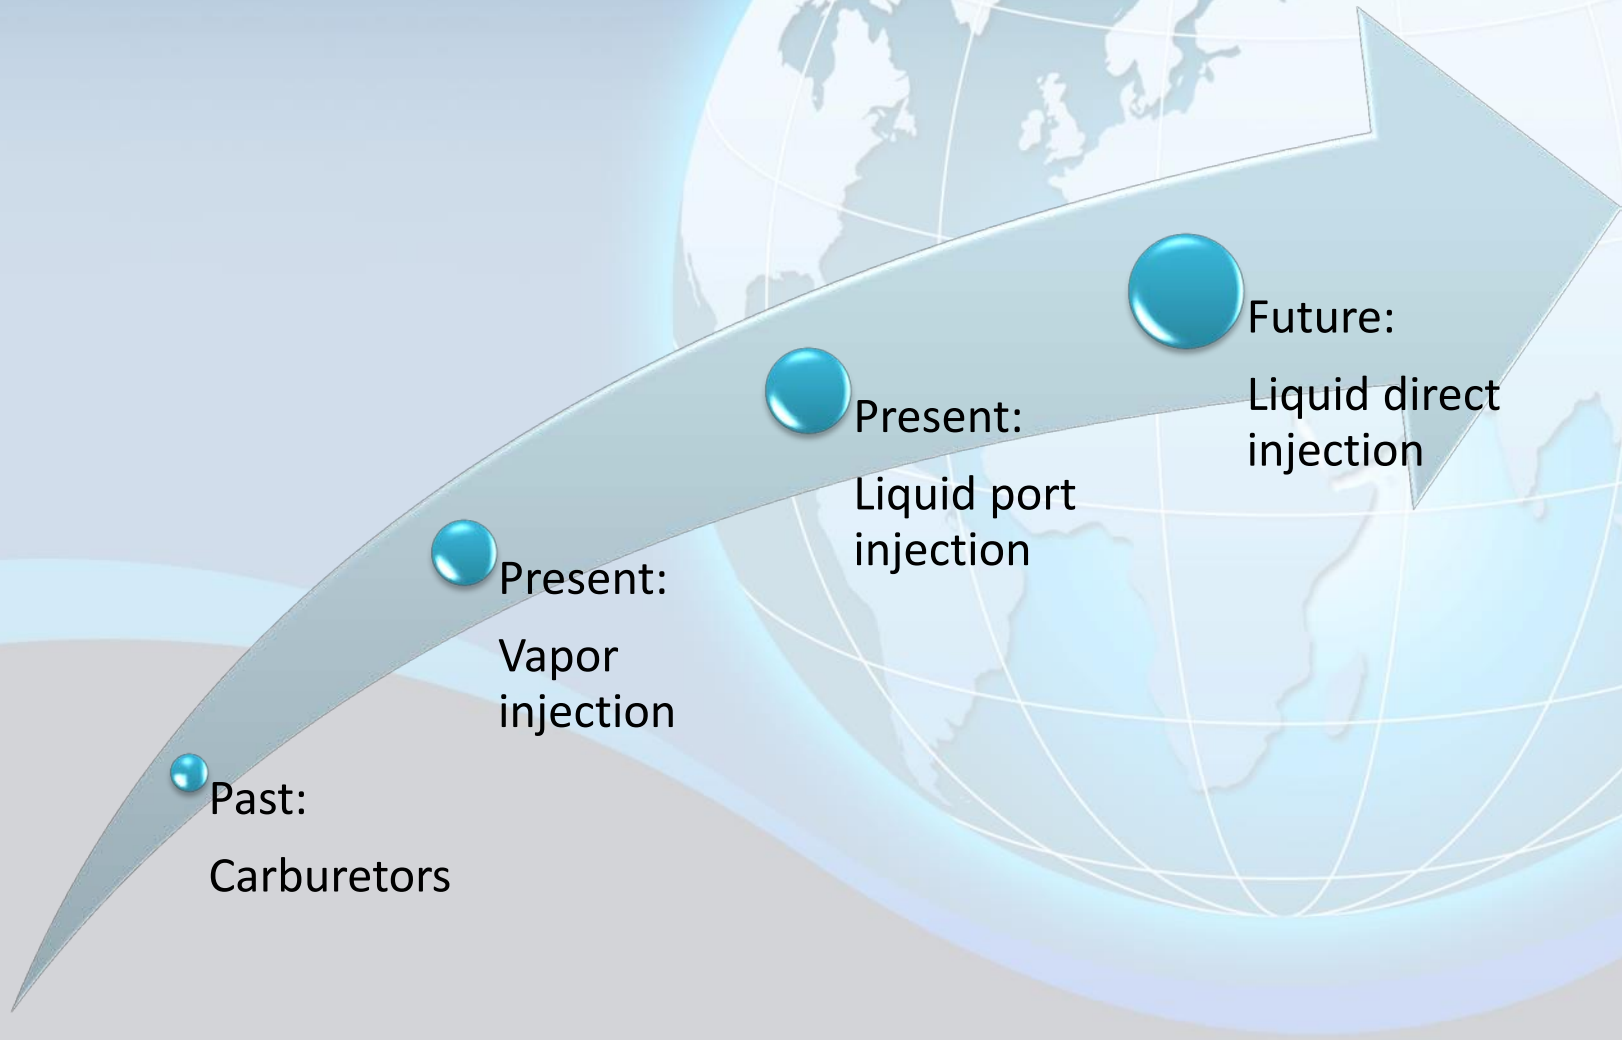 Past:
Carburetors
Present:
Vapor
injection
Present:
Liquid port
injection
Future:
Liquid direct
injection